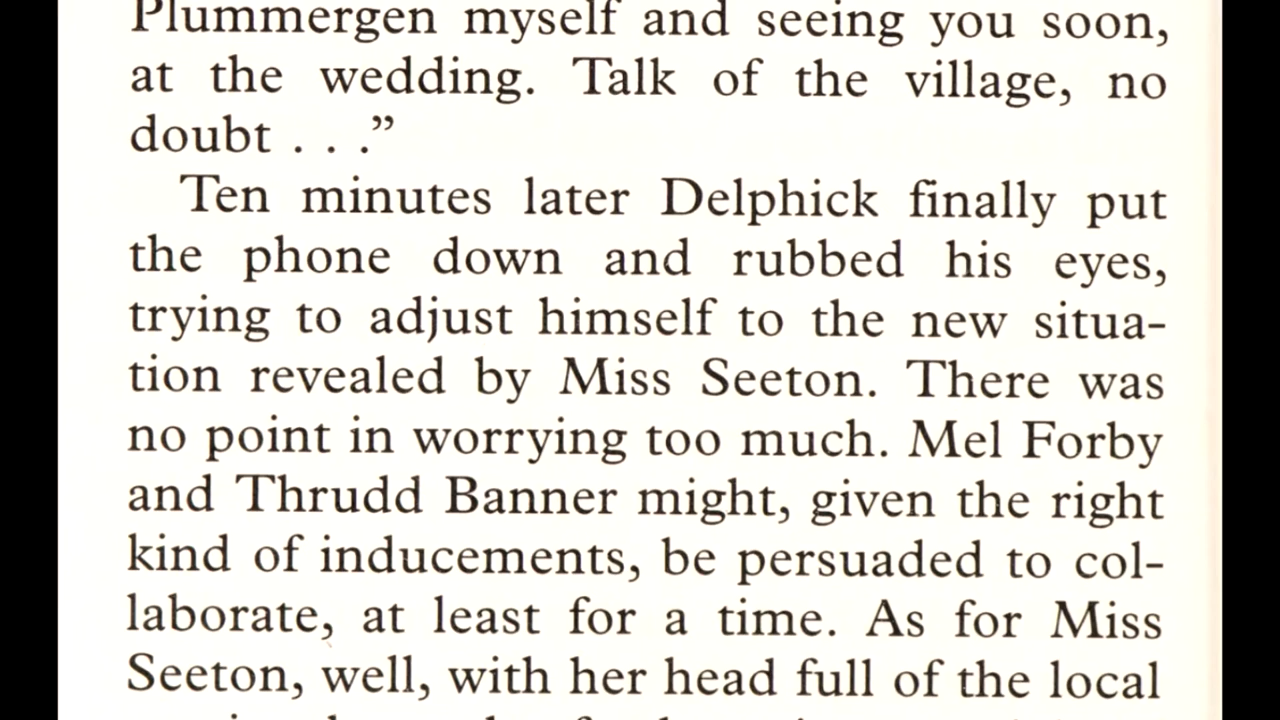 Plummergen myself and seeing you soon,
at the wedding. Talk of the village, no
doubt . . .”
Ten minutes later Delphick finally put
the phone down and rubbed his eyes,
trying to adjust himself to the new situa-
tion revealed by Miss Seeton. There was
no point in worrying too much. Mel Forby
and Thrudd Banner might, given the right
kind of inducements, be persuaded to col-
laborate, at least for a time. As for Miss
Seeton, well, with her head full of the local